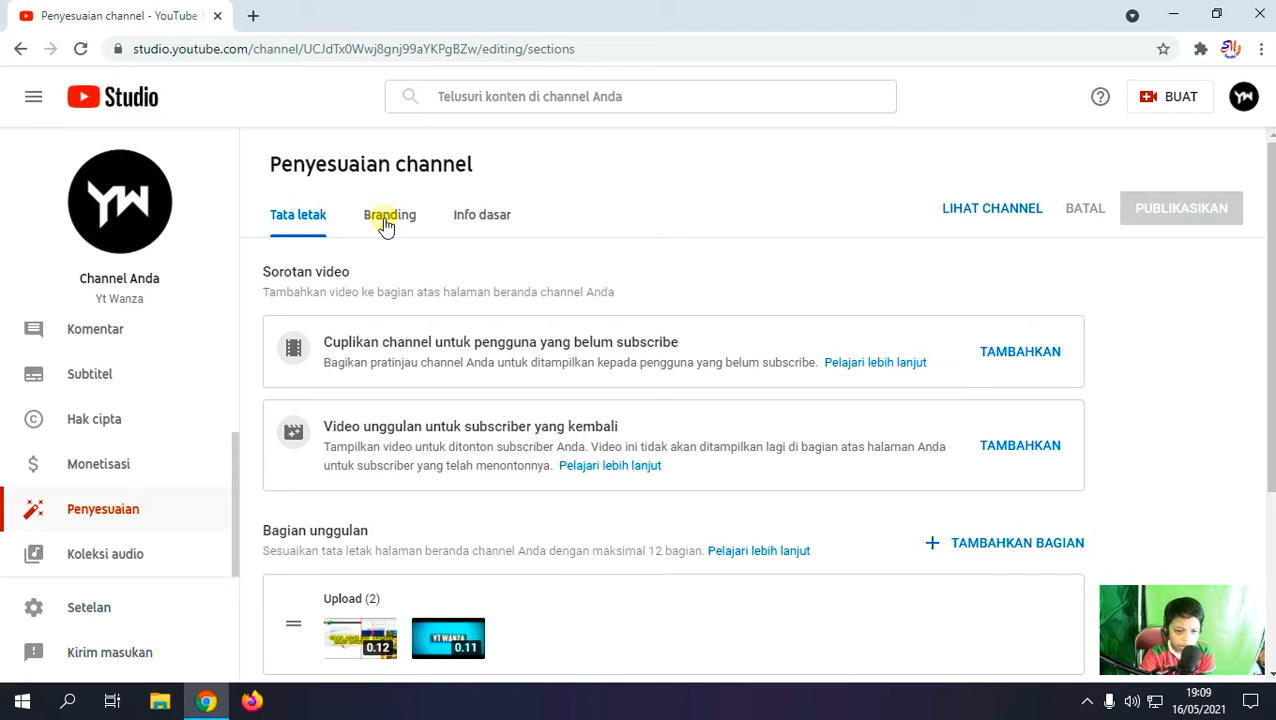 Penyesuaian channel - YouTube S
studio.youtube.com/channel/UCJdTx0Wwj8gnj99aYKPgBZw/editing/sections
Studio
Telusuri konten di channel Anda
BUAT
YW
YW
Channel Anda
Yt Wanza
Komentar
Subtitel
Hak cipta
Monetisasi
Penyesuaian
Koleksi audio
Setelan
Kirim masukan
Penyesuaian channel
Tata letak Branding Info dasar
LIHAT CHANNEL BATAL PUBLIKASIKAN
Sorotan video
Tambahkan video ke bagian atas halaman beranda channel Anda
Cuplikan channel untuk pengguna yang belum subscribe
Bagikan pratinjau channel Anda untuk ditampilkan kepada pengguna yang belum subscribe. Pelajari lebih lanjut
TAMBAHKAN
Video unggulan untuk subscriber yang kembali
Tampilkan video untuk ditonton subscriber Anda. Video ini tidak akan ditampilkan lagi di bagian atas halaman Anda
untuk subscriber yang telah menontonnya. Pelajari lebih lanjut
TAMBAHKAN
Bagian unggulan
Sesuaikan tata letak halaman beranda channel Anda dengan maksimal 12 bagian. Pelajari lebih lanjut
+ TAMBAHKAN BAGIAN
Upload (2)
0.12
YT WANZA
0.11
19:09
16/05/2021